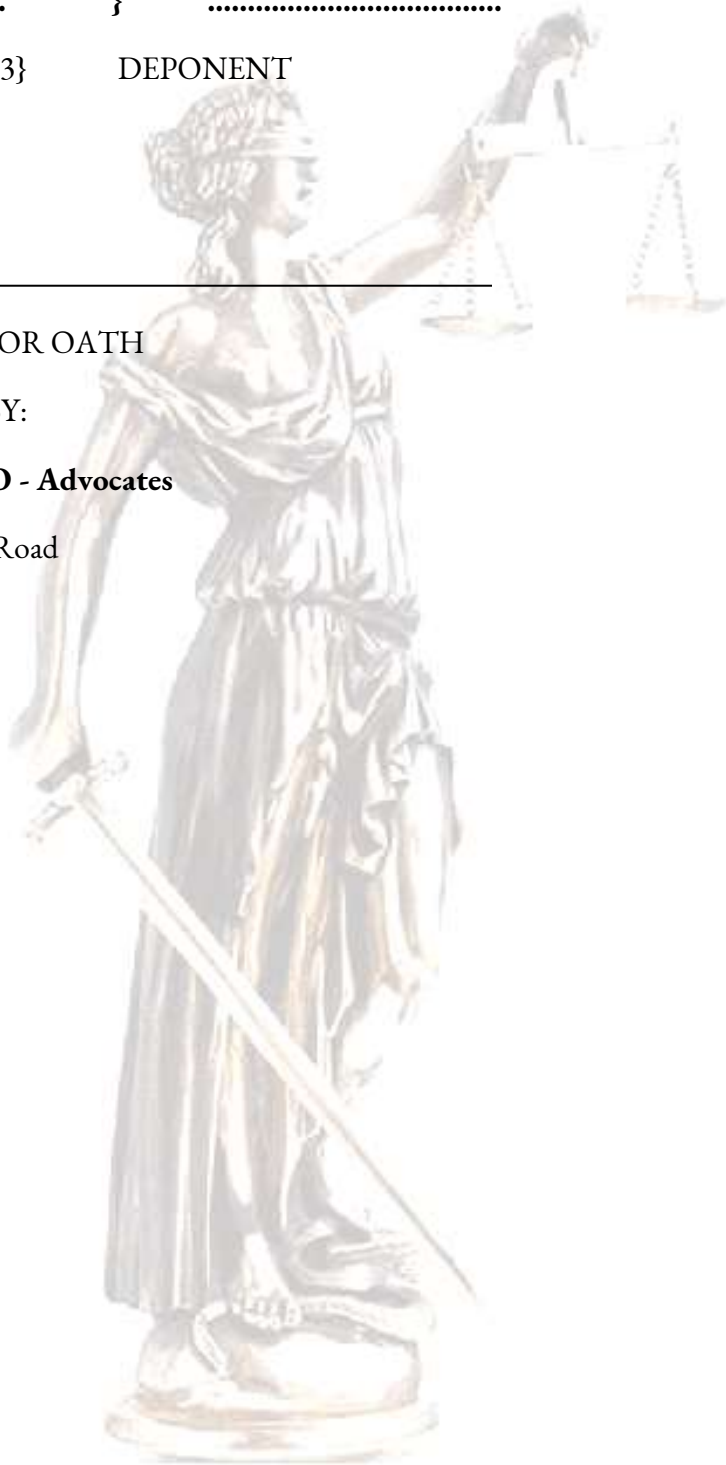 . } ....................................
3} DEPONENT
OR OATH
Y:
D - Advocates
Road